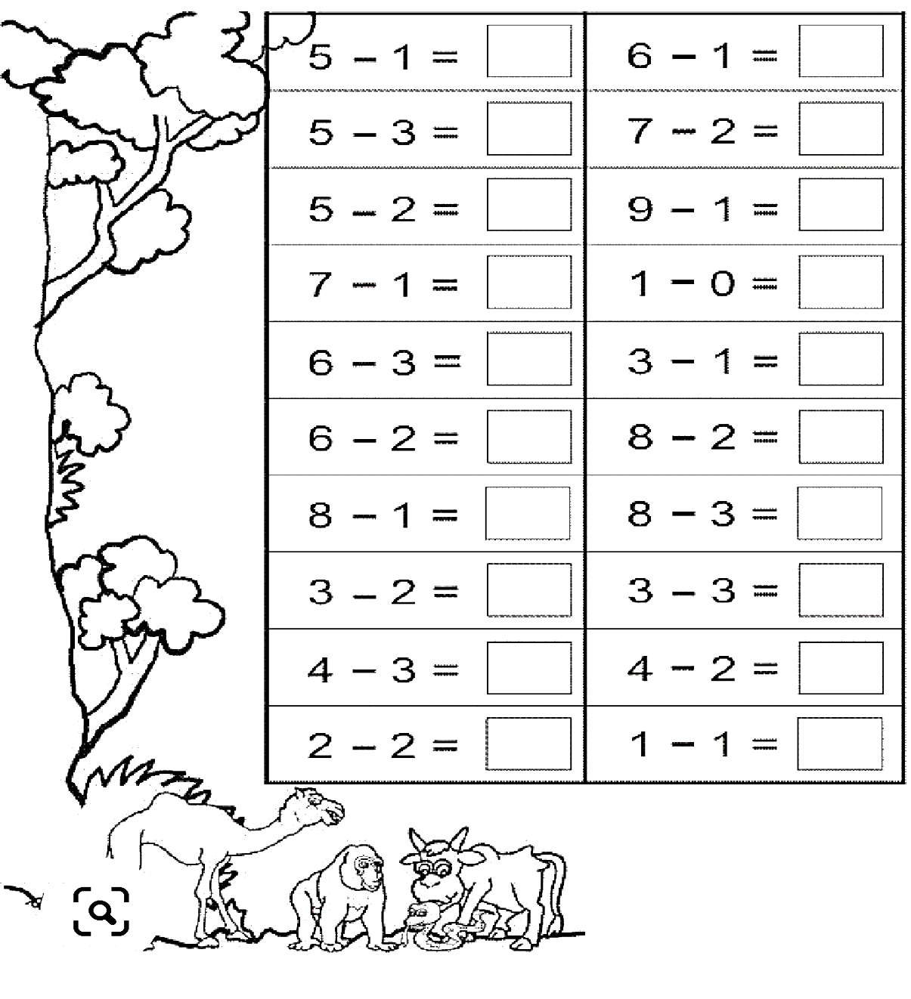 5 - 1 =
6 - 1 =
5 - 3 =
7 - 2 =
5 - 2 =
9 - 1 =
7 - 1 =
1 - 0 =
6 - 3 =
3 - 1 =
6 - 2 =
8 - 2 =
8 - 1 =
8 - 3 =
3 - 2 =
3 - 3 =
4 - 3 =
4 - 2 =
2 - 2 =
1 - 1 =